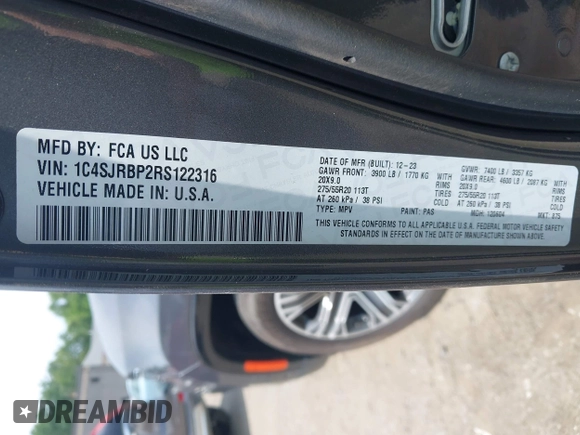 MFD BY: FCA US LLC
VIN: 1C4SJRBP2RS122316
VEHICLE MADE IN U.S.A.
DATE OF MFR (BUILT): 12-23
GAWR FRONT: 3900 LB / 1770 KG
WITH
20X9.0
RIMS
275/55R20 113T
TIRES
AT 260 kPa / 38 PSI
COLD
TYPE: MPV
PAINT: PAS
GVWR: 7400 LB / 3357 KG
GAWR REAR: 4600 LB / 2087 KG
WITH
20X9.0
RIMS
275/55R20 113T
TIRES
AT 260 kPa / 38 PSI
COLD
MDH:
MKT:
THIS VEHICLE CONFORMS TO ALL APPLICABLE U.S.A. FEDERAL MOTOR VEHICLE SAFETY
STANDARDS IN EFFECT ON THE DATE OF MANUFACTURE SHOWN ABOVE.
DREAMBID